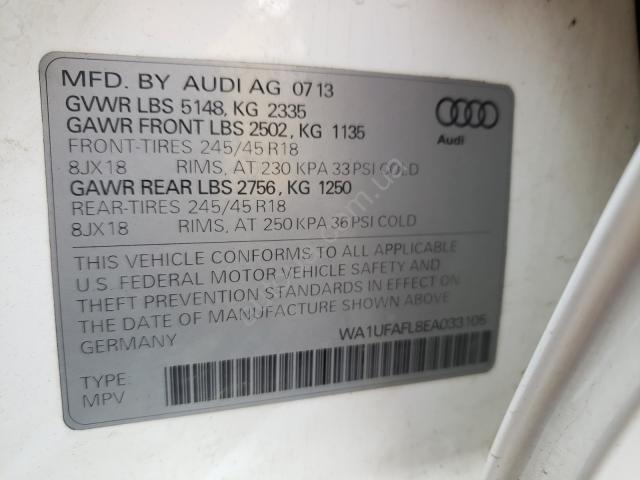 MFD. BY AUDI AG 07 13
GVWR LBS 5148, KG 2335
GAWR FRONT LBS 2502, KG 1135
FRONT-TIRES 245/45 R18
8JX18 RIMS, AT 230 KPA 33 PSI COLD
GAWR REAR LBS 2756, KG 1250
REAR-TIRES 245/45 R18
8JX18 RIMS, AT 250 KPA 36 PSI COLD
Audi
THIS VEHICLE CONFORMS TO ALL APPLICABLE
U.S. FEDERAL MOTOR VEHICLE SAFETY AND
THEFT PREVENTION STANDARDS IN EFFECT ON
THE DATE OF MANUFACTURE SHOWN ABOVE
GERMANY WA1UFAFL8EA033105
TYPE:
MPV